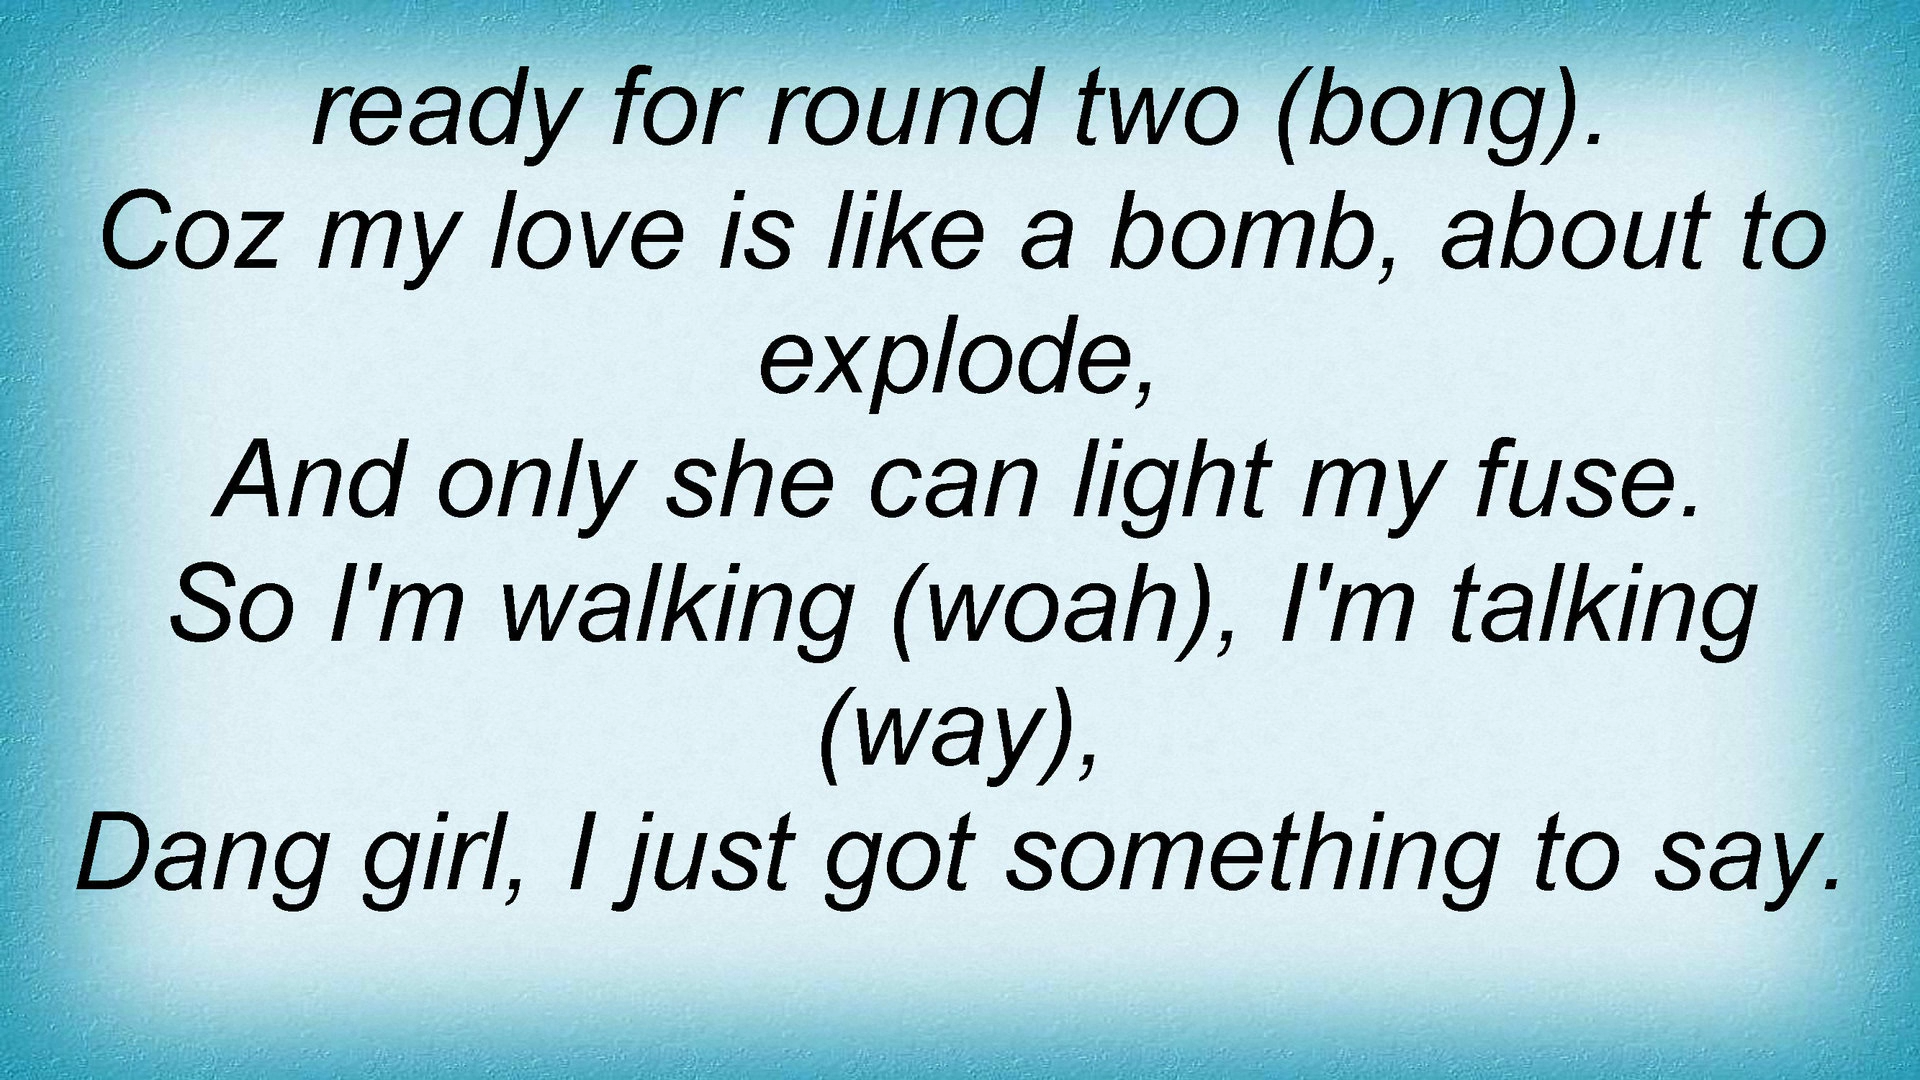 ready for round two (bong).
Coz my love is like a bomb, about to
explode,
And only she can light my fuse.
So I'm walking (woah), I'm talking
(way),
Dang girl, I just got something to say.